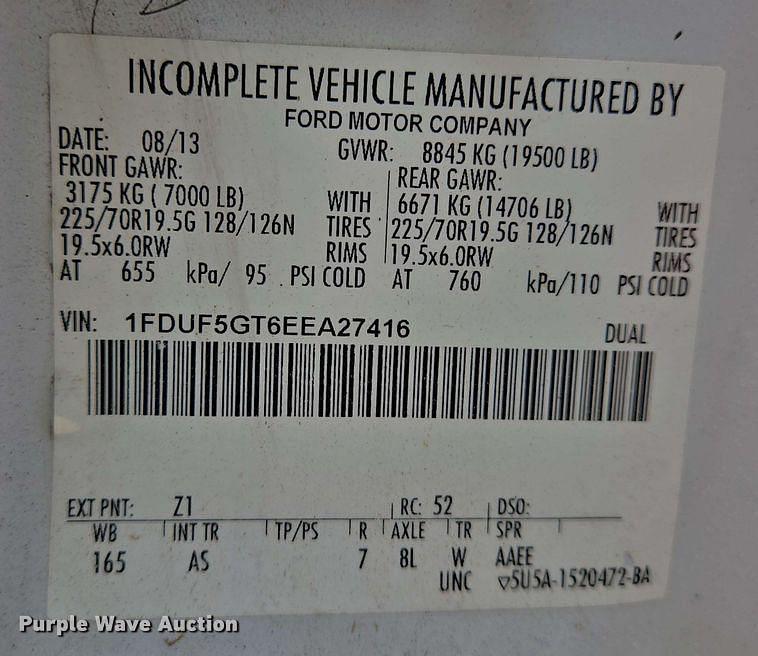 INCOMPLETE VEHICLE MANUFACTURED BY
FORD MOTOR COMPANY
DATE: 08/13 GVWR: 8845 KG (19500 LB)
FRONT GAWR: REAR GAWR:
3175 KG ( 7000 LB) WITH 6671 KG (14706 LB) WITH
225/70R19.5G 128/126N TIRES 225/70R19.5G 128/126N TIRES
19.5x6.0RW RIMS 19.5x6.0RW RIMS
AT 655 kPa/ 95 PSI COLD AT 760 kPa/110 PSI COLD
VIN: 1FDUF5GT6EEA27416 DUAL
EXT PNT: Z1 RC: 52 DSO:
WB INT TR TP/PS R AXLE TR SPR
165 AS 7 8L W AAEE
UNC ▽5U5A-1520472-BA
Purple Wave Auction